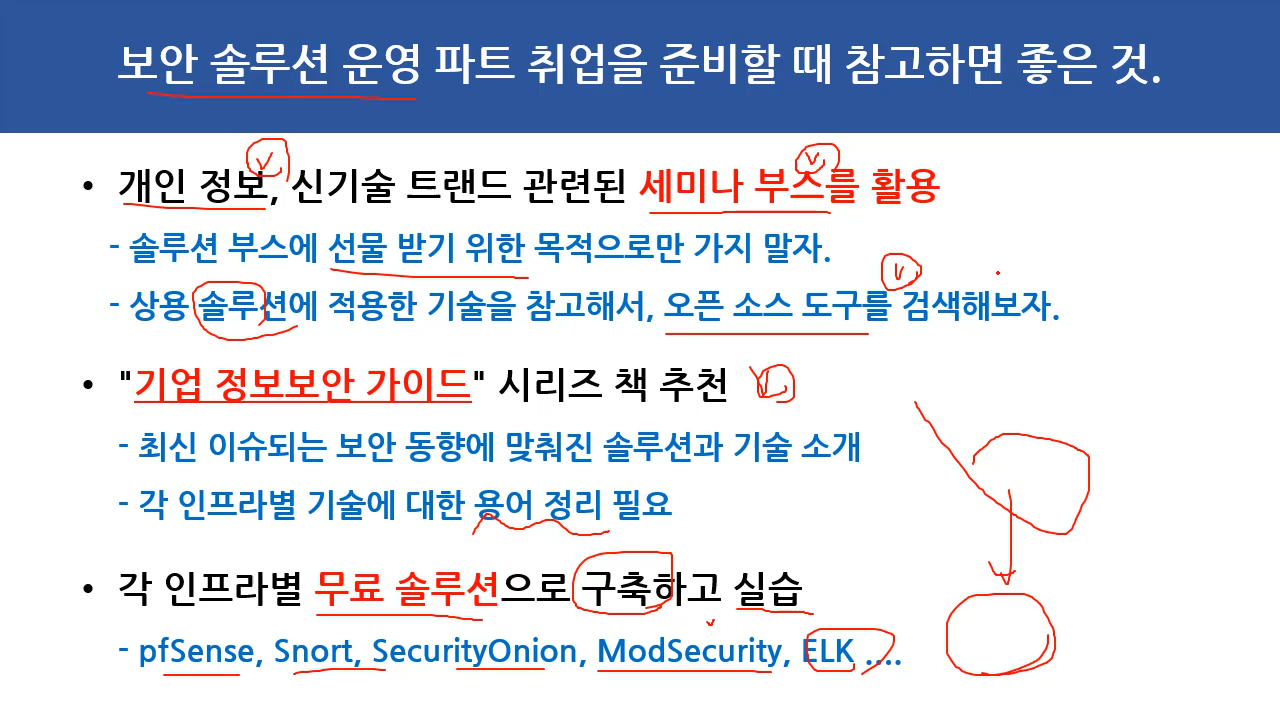 보안 솔루션 운영 파트 취업을 준비할 때 참고하면 좋은 것.
• 개인 정보, 신기술 트랜드 관련된 세미나 부스를 활용
- 솔루션 부스에 선물 받기 위한 목적으로만 가지 말자.
- 상용 솔루션에 적용한 기술을 참고해서, 오픈 소스 도구를 검색해보자.
• "기업 정보보안 가이드" 시리즈 책 추천
- 최신 이슈되는 보안 동향에 맞춰진 솔루션과 기술 소개
- 각 인프라별 기술에 대한 용어 정리 필요
• 각 인프라별 무료 솔루션으로 구축하고 실습
- pfSense, Snort, SecurityOnion, ModSecurity, ELK ....